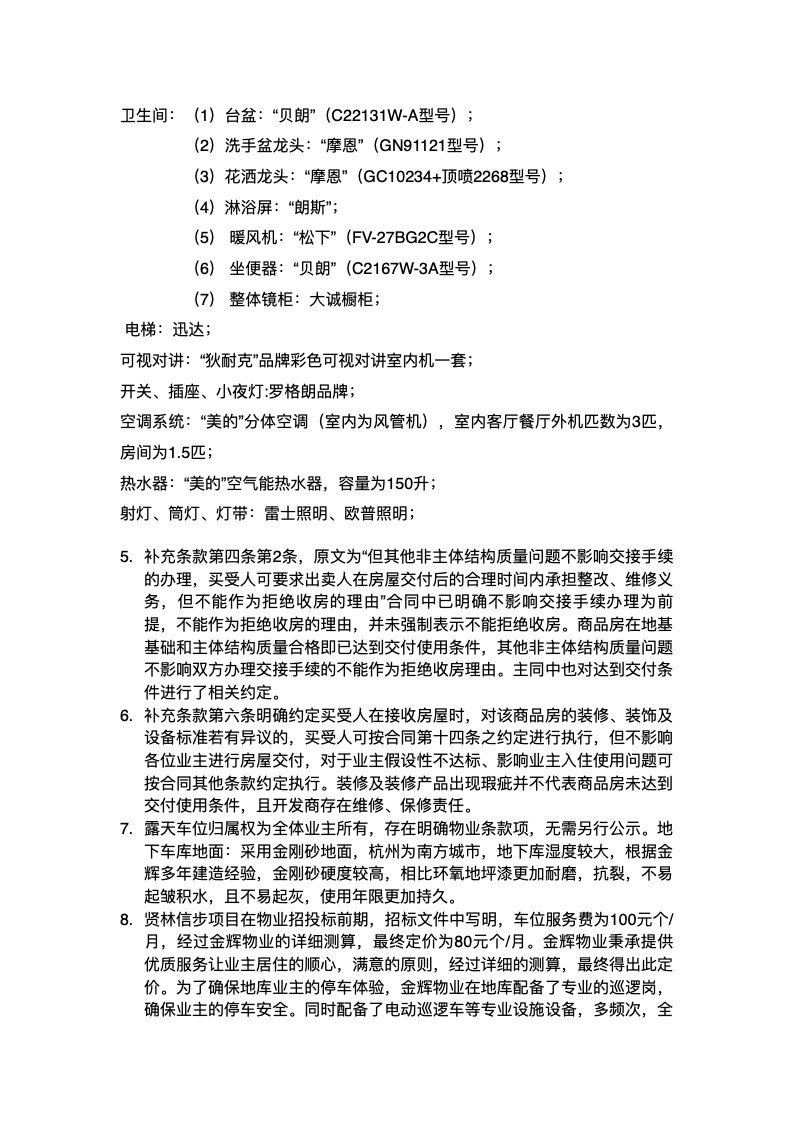 卫生间：（1）台盆：“贝朗”（C22131W-A型号）；
（2）洗手盆龙头：“摩恩”（GN91121型号）；
（3）花洒龙头：“摩恩”（GC10234+顶喷2268型号）；
（4）淋浴屏：“朗斯”；
（5） 暖风机：“松下”（FV-27BG2C型号）；
（6） 坐便器：“贝朗”（C2167W-3A型号）；
（7） 整体镜柜：大诚橱柜；
电梯：迅达；
可视对讲：“狄耐克”品牌彩色可视对讲室内机一套；
开关、插座、小夜灯:罗格朗品牌；
空调系统：“美的”分体空调（室内为风管机），室内客厅餐厅外机匹数为3匹，
房间为1.5匹；
热水器：“美的”空气能热水器，容量为150升；
射灯、筒灯、灯带：雷士照明、欧普照明；
5. 补充条款第四条第2条，原文为“但其他非主体结构质量问题不影响交接手续
的办理，买受人可要求出卖人在房屋交付后的合理时间内承担整改、维修义
务，但不能作为拒绝收房的理由”合同中已明确不影响交接手续办理为前
提，不能作为拒绝收房的理由，并未强制表示不能拒绝收房。商品房在地基
基础和主体结构质量合格即已达到交付使用条件，其他非主体结构质量问题
不影响双方办理交接手续的不能作为拒绝收房理由。主同中也对达到交付条
件进行了相关约定。
6. 补充条款第六条明确约定买受人在接收房屋时，对该商品房的装修、装饰及
设备标准若有异议的，买受人可按合同第十四条之约定进行执行，但不影响
各位业主进行房屋交付，对于业主假设性不达标、影响业主入住使用问题可
按合同其他条款约定执行。装修及装修产品出现瑕疵并不代表商品房未达到
交付使用条件，且开发商存在维修、保修责任。
7. 露天车位归属权为全体业主所有，存在明确物业条款项，无需另行公示。地
下车库地面：采用金刚砂地面，杭州为南方城市，地下库湿度较大，根据金
辉多年建造经验，金刚砂硬度较高，相比环氧地坪漆更加耐磨，抗裂，不易
起皱积水，且不易起灰，使用年限更加持久。
8. 贤林信步项目在物业招投标前期，招标文件中写明，车位服务费为100元个/
月，经过金辉物业的详细测算，最终定价为80元个/月。金辉物业秉承提供
优质服务让业主居住的顺心，满意的原则，经过详细的测算，最终得出此定
价。为了确保地库业主的停车体验，金辉物业在地库配备了专业的巡逻岗，
确保业主的停车安全。同时配备了电动巡逻车等专业设施设备，多频次，全